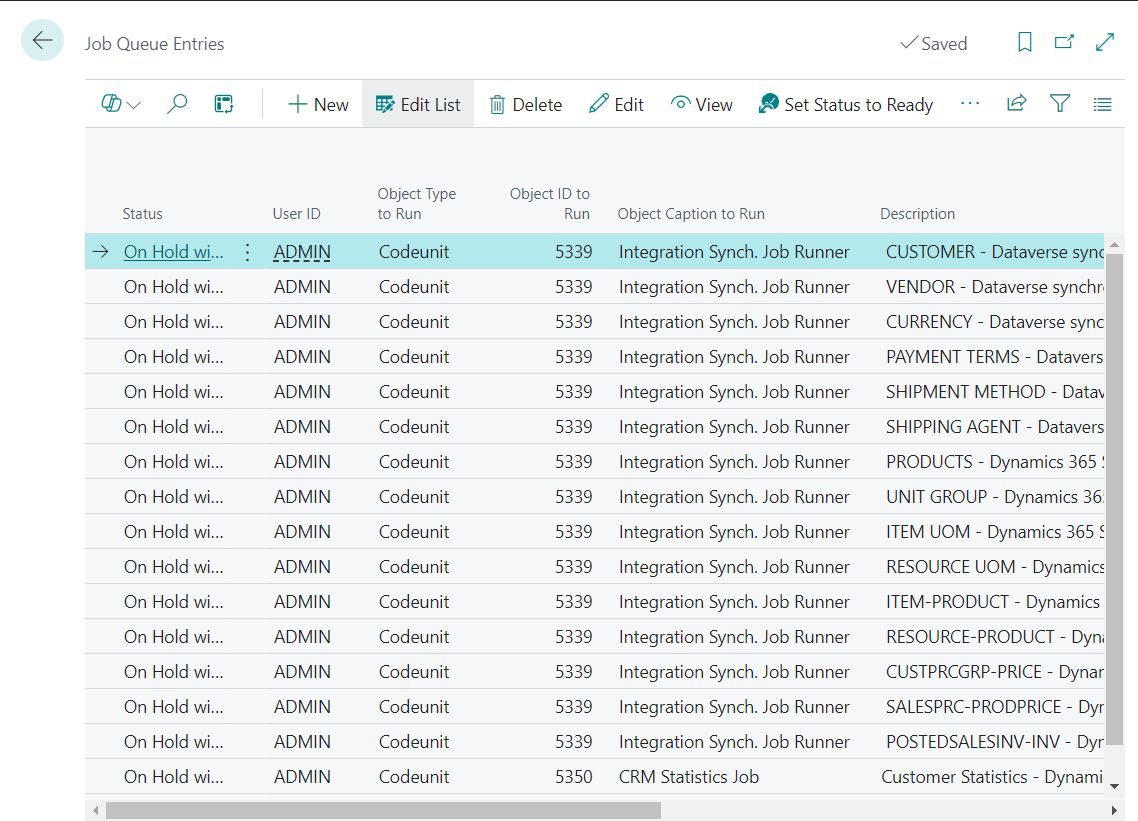 Job Queue Entries
Saved
New Edit List Delete Edit View Set Status to Ready ...
Status User ID Object Type to Run Object ID to Run Object Caption to Run Description
On Hold wi... ADMIN Codeunit 5339 Integration Synch. Job Runner CUSTOMER - Dataverse sync
On Hold wi... ADMIN Codeunit 5339 Integration Synch. Job Runner VENDOR - Dataverse synchr
On Hold wi... ADMIN Codeunit 5339 Integration Synch. Job Runner CURRENCY - Dataverse sync
On Hold wi... ADMIN Codeunit 5339 Integration Synch. Job Runner PAYMENT TERMS - Datavers
On Hold wi... ADMIN Codeunit 5339 Integration Synch. Job Runner SHIPMENT METHOD - Datav
On Hold wi... ADMIN Codeunit 5339 Integration Synch. Job Runner SHIPPING AGENT - Datavers
On Hold wi... ADMIN Codeunit 5339 Integration Synch. Job Runner PRODUCTS - Dynamics 365
On Hold wi... ADMIN Codeunit 5339 Integration Synch. Job Runner UNIT GROUP - Dynamics 36
On Hold wi... ADMIN Codeunit 5339 Integration Synch. Job Runner ITEM UOM - Dynamics 365 S
On Hold wi... ADMIN Codeunit 5339 Integration Synch. Job Runner RESOURCE UOM - Dynamics
On Hold wi... ADMIN Codeunit 5339 Integration Synch. Job Runner ITEM-PRODUCT - Dynamics
On Hold wi... ADMIN Codeunit 5339 Integration Synch. Job Runner RESOURCE-PRODUCT - Dyna
On Hold wi... ADMIN Codeunit 5339 Integration Synch. Job Runner CUSTPRCGRP-PRICE - Dynar
On Hold wi... ADMIN Codeunit 5339 Integration Synch. Job Runner SALESPRC-PRODPRICE - Dyr
On Hold wi... ADMIN Codeunit 5339 Integration Synch. Job Runner POSTEDSALESINV-INV - Dyr
On Hold wi... ADMIN Codeunit 5350 CRM Statistics Job Customer Statistics - Dynami